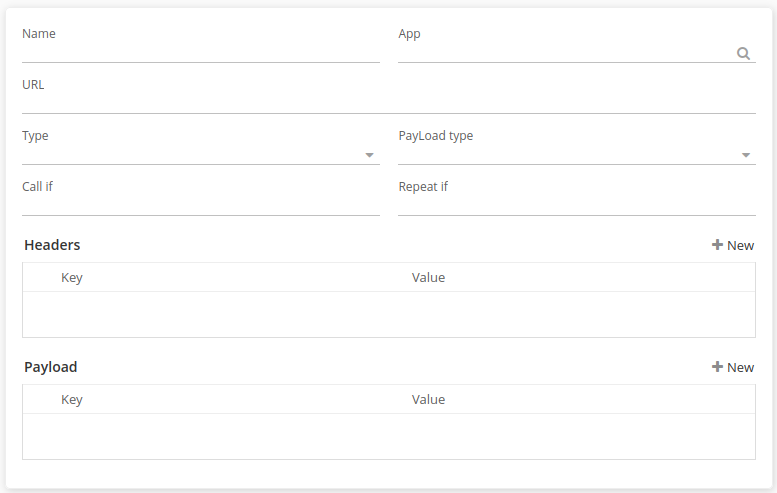 Name App
URL
Type PayLoad type
Call if Repeat if
Headers New
Key Value
Payload New
Key Value